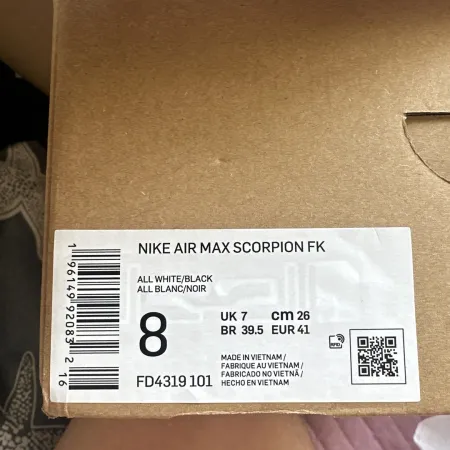 NIKE AIR MAX SCORPION FK
ALL WHITE/BLACK
ALL BLANC/NOIR
8
UK 7 cm 26
BR 39.5 EUR 41
MADE IN VIETNAM /
FABRIQUE AU VIETNAM /
FABRICADO NO VIETNÃ /
HECHO EN VIETNAM
FD4319 101
RFID
1 96149 92083 2 16